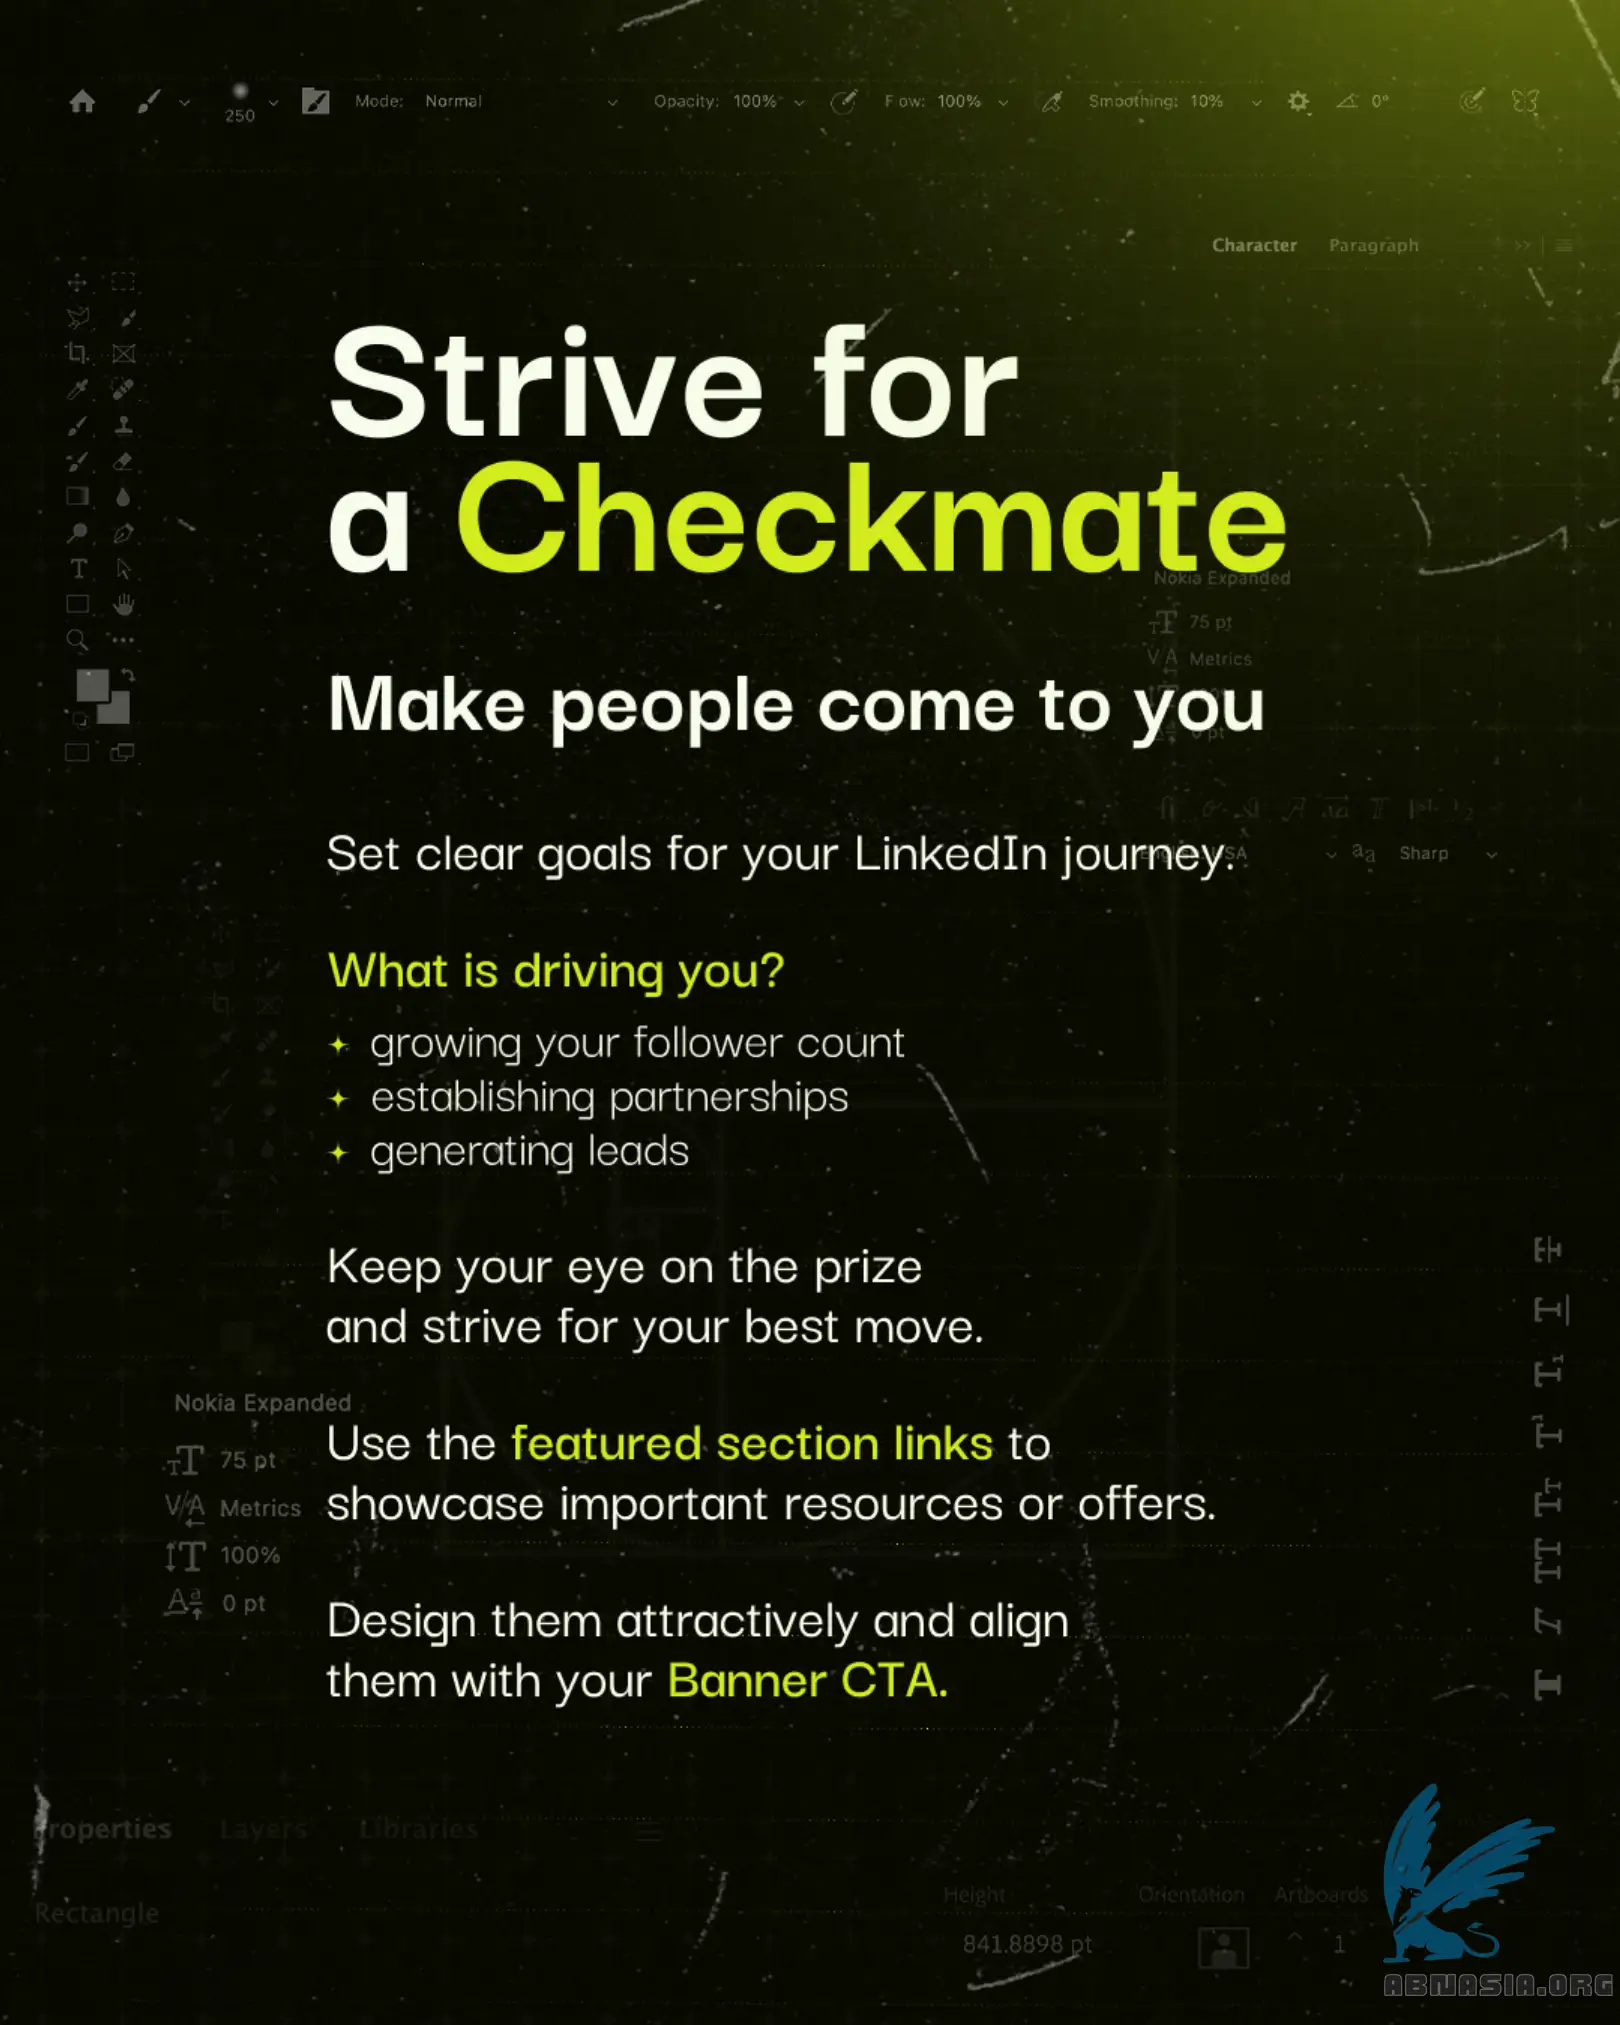 250
Mode: Normal
Opacity: 100%
Flow: 100%
Smoothing: 10%
0°
Character Paragraph
Strive for
a Checkmate
Nokia Expanded
75 pt
Metrics
0 pt
Make people come to you
Set clear goals for your LinkedIn journey.
Sharp
What is driving you?
growing your follower count
establishing partnerships
generating leads
Keep your eye on the prize
and strive for your best move.
Nokia Expanded
75 pt
Metrics
100%
0 pt
Use the featured section links to
showcase important resources or offers.
Design them attractively and align
them with your Banner CTA.
Properties Layers Libraries
Rectangle
Height Orientation Artboards
841.8898 pt 1
ABNASIA.ORG